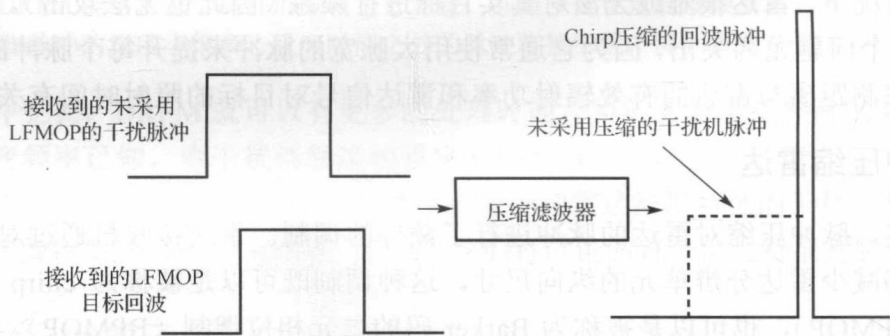 Chirp压缩的回波脉冲
接收到的未采用
LFMOP的干扰脉冲
未采用压缩的干扰机脉冲
压缩滤波器
接收到的LFMOP
目标回波